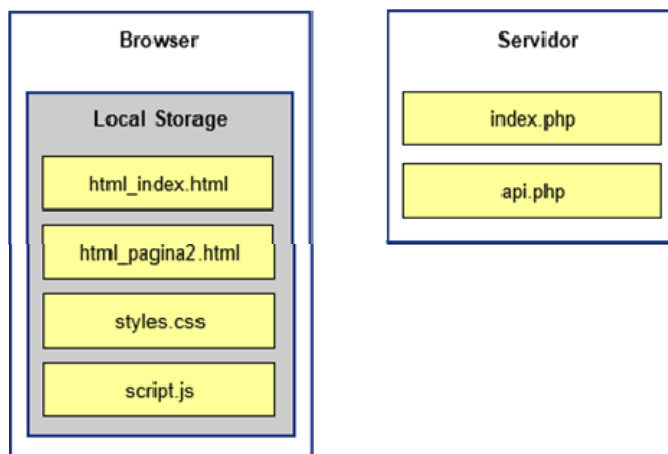 Browser
Local Storage
html_index.html
html_pagina2.html
styles.css
script.js
Servidor
index.php
api.php